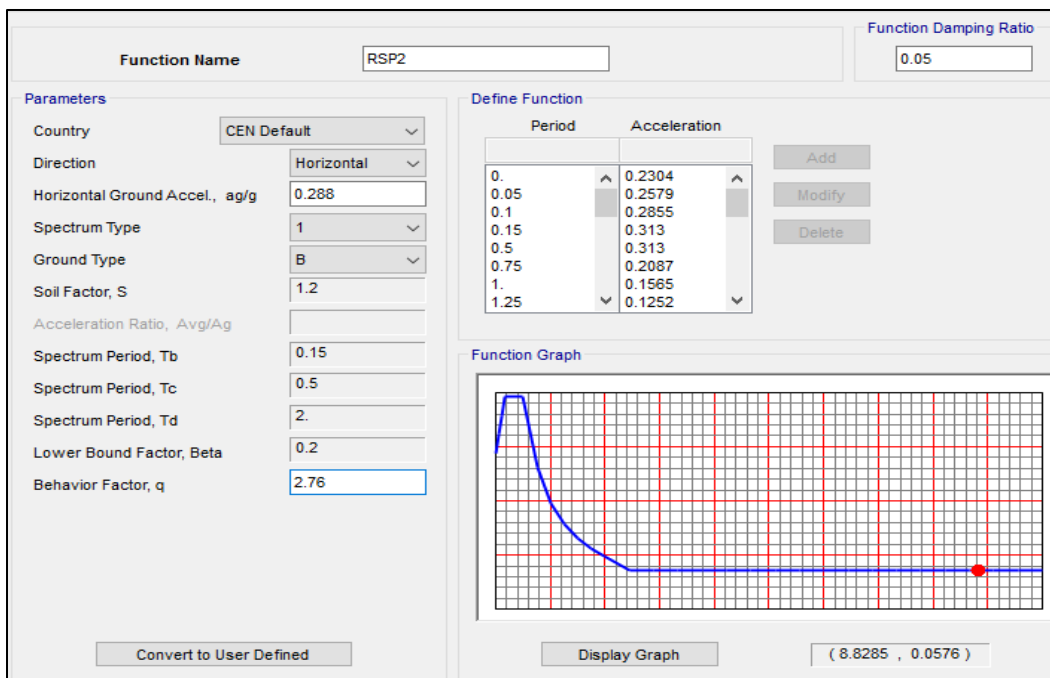 Function Name RSP2
Function Damping Ratio
0.05
Parameters
Country CEN Default
Direction Horizontal
Horizontal Ground Accel., ag/g 0.288
Spectrum Type 1
Ground Type B
Soil Factor, S 1.2
Acceleration Ratio, Avg/Ag
Spectrum Period, Tb 0.15
Spectrum Period, Tc 0.5
Spectrum Period, Td 2.
Lower Bound Factor, Beta 0.2
Behavior Factor, q 2.76
Convert to User Defined
Define Function
Period Acceleration
0. 0.2304
0.05 0.2579
0.1 0.2855
0.15 0.313
0.5 0.313
0.75 0.2087
1. 0.1565
1.25 0.1252
Add
Modify
Delete
Function Graph
Display Graph
( 8.8285 , 0.0576 )